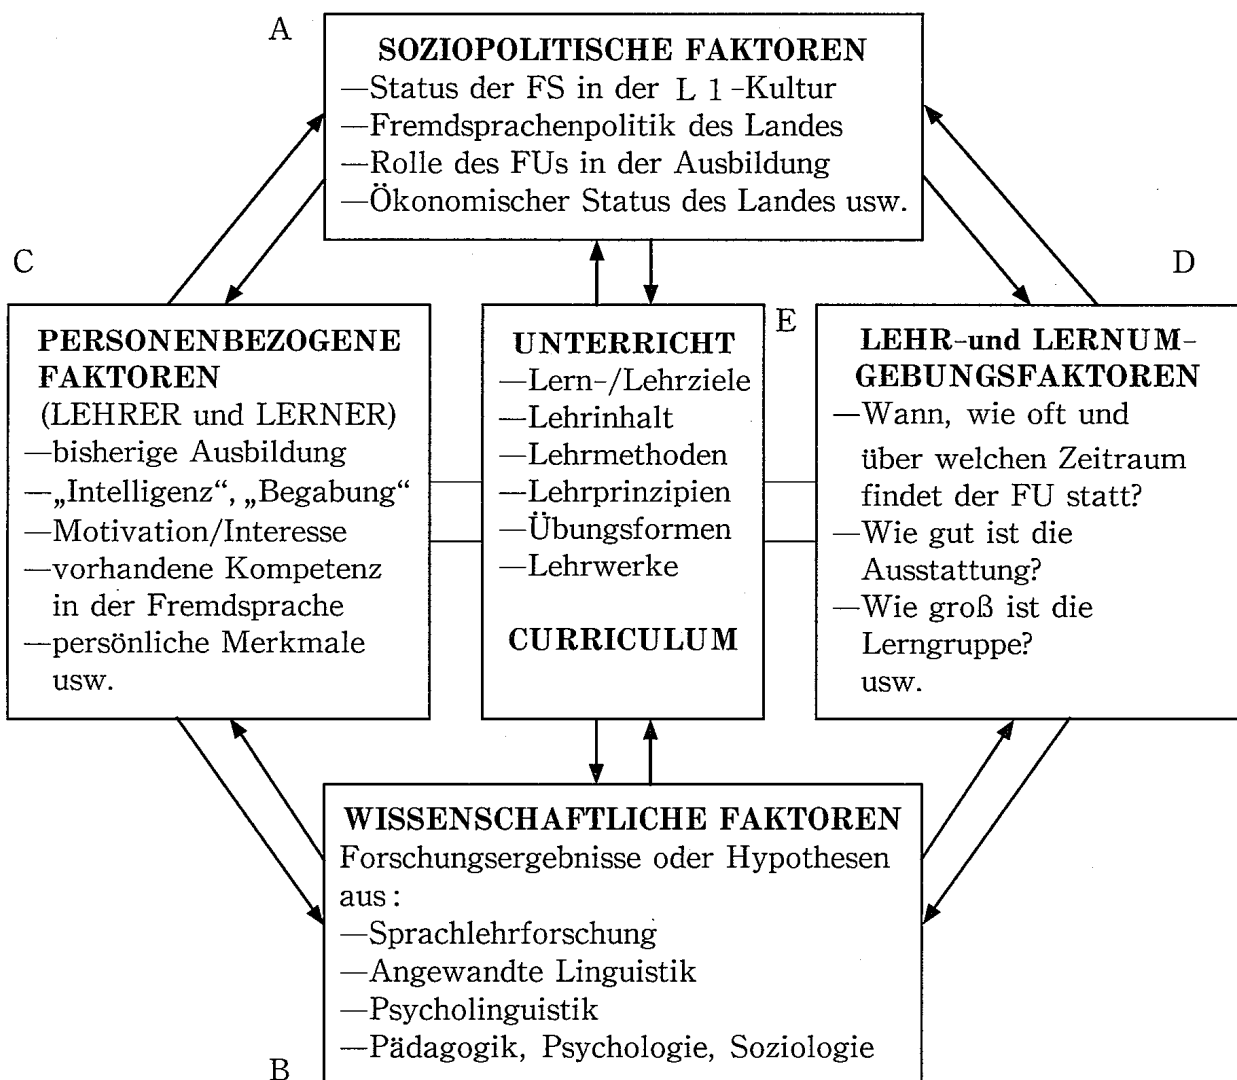 A
SOZIOPOLITISCHE FAKTOREN
—Status der FS in der L 1-Kultur
—Fremdsprachenpolitik des Landes
—Rolle des FUs in der Ausbildung
—Ökonomischer Status des Landes usw.
C
PERSONENBEZOGENE
FAKTOREN
(LEHRER und LERNER)
—bisherige Ausbildung
—„Intelligenz“, „Begabung“
—Motivation/Interesse
—vorhandene Kompetenz
in der Fremdsprache
—persönliche Merkmale
usw.
E
UNTERRICHT
—Lern-/Lehrziele
—Lehrinhalt
—Lehrmethoden
—Lehrprinzipien
—Übungsformen
—Lehrwerke
CURRICULUM
D
LEHR-und LERNUM-
GEBUNGSFAKTOREN
—Wann, wie oft und
über welchen Zeitraum
findet der FU statt?
—Wie gut ist die
Ausstattung?
—Wie groß ist die
Lerngruppe?
usw.
WISSENSCHAFTLICHE FAKTOREN
Forschungsergebnisse oder Hypothesen
aus:
—Sprachlehrforschung
—Angewandte Linguistik
—Psycholinguistik
—Pädagogik, Psychologie, Soziologie
B